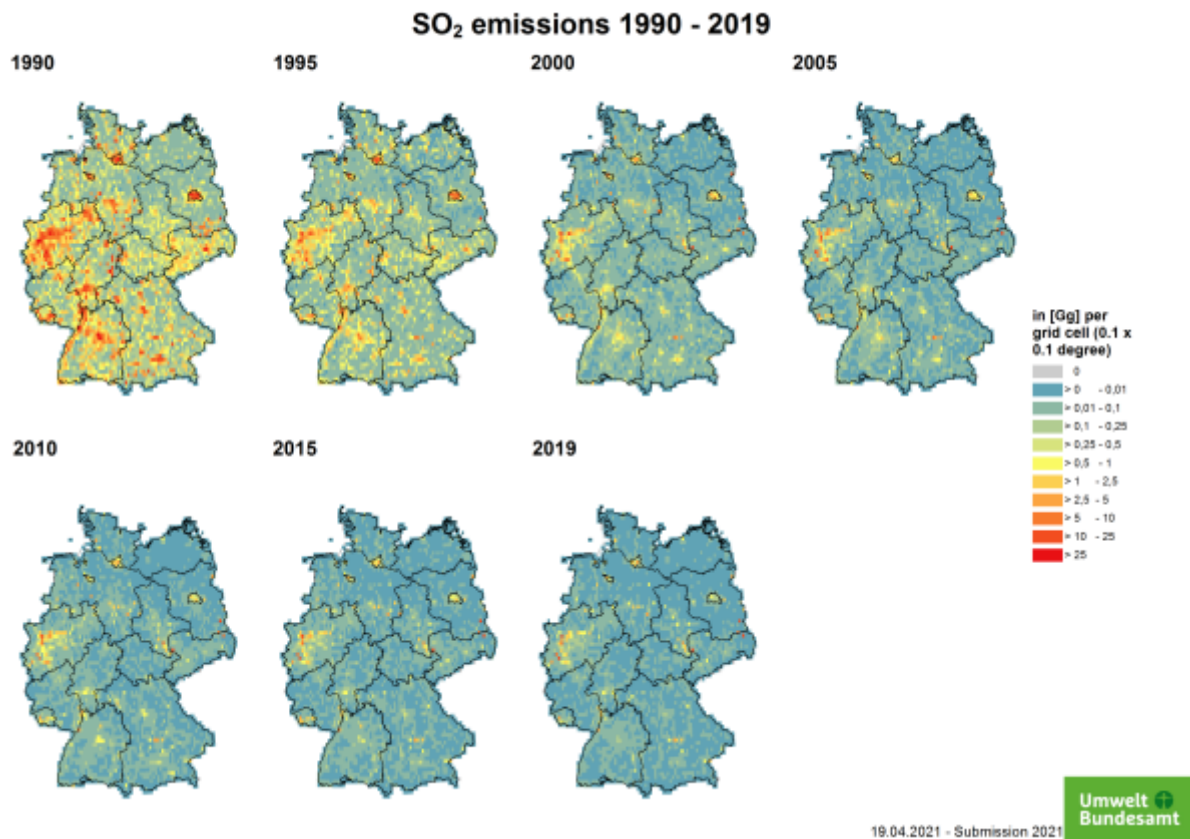 SO₂ emissions 1990 - 2019
1990
1995
2000
2005
in [Gg] per
grid cell (0.1 x
0.1 degree)
0
> 0 - 0,01
> 0,01 - 0,1
> 0,1 - 0,25
> 0,25 - 0,5
> 0,5 - 1
> 1 - 2,5
> 2,5 - 5
> 5 - 10
> 10 - 25
> 25
2010
2015
2019
Umwelt
Bundesamt
19.04.2021 - Submission 2021